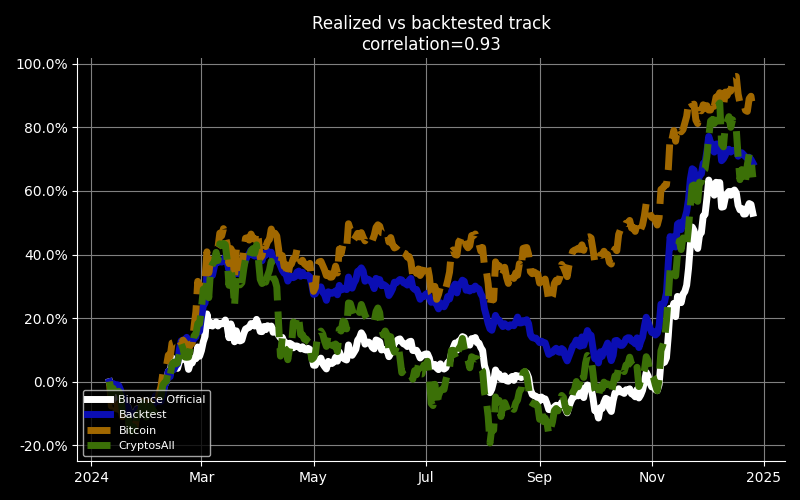 Realized vs backtested track
correlation=0.93
100.0%
80.0%
60.0%
40.0%
20.0%
0.0%
-20.0%
Binance Official
Backtest
Bitcoin
CryptosAll
2024
Mar
May
Jul
Sep
Nov
2025